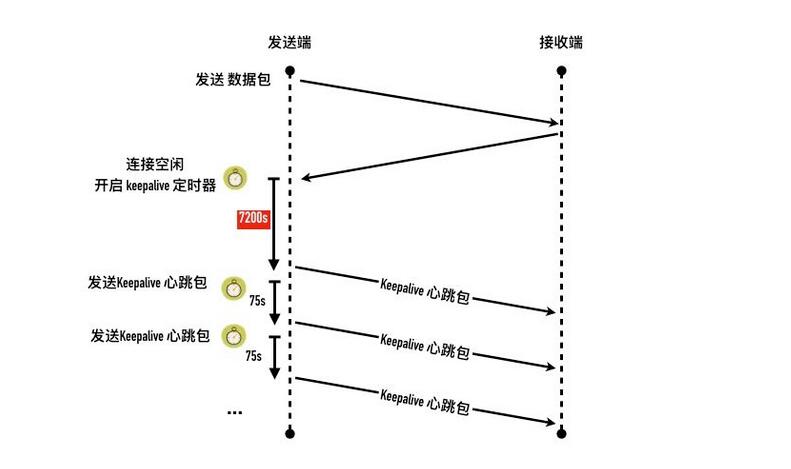 发送端
接收端
发送 数据包
连接空闲
开启 keepalive 定时器
7200s
发送Keepalive 心跳包
Keepalive 心跳包
75s
发送Keepalive 心跳包
Keepalive 心跳包
75s
Keepalive 心跳包
...